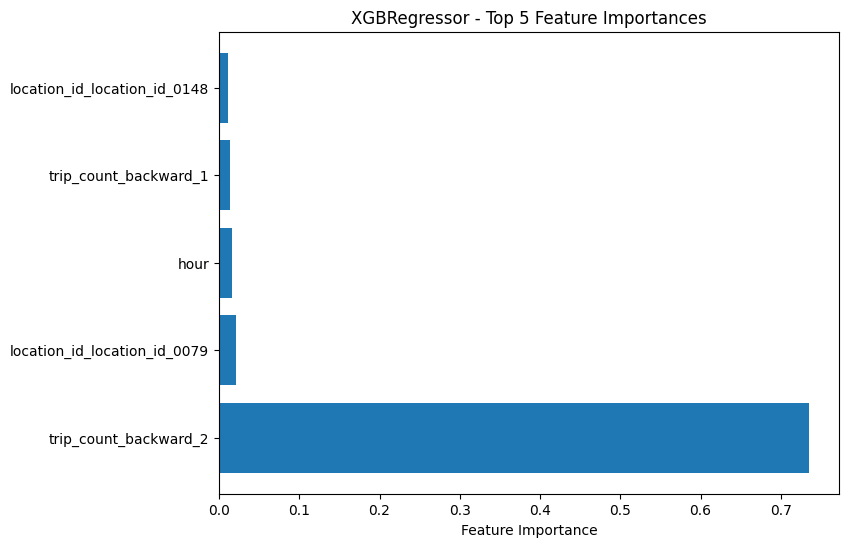 XGBRegressor - Top 5 Feature Importances
location_id_location_id_0148
trip_count_backward_1
hour
location_id_location_id_0079
trip_count_backward_2
0.0 0.1 0.2 0.3 0.4 0.5 0.6 0.7
Feature Importance